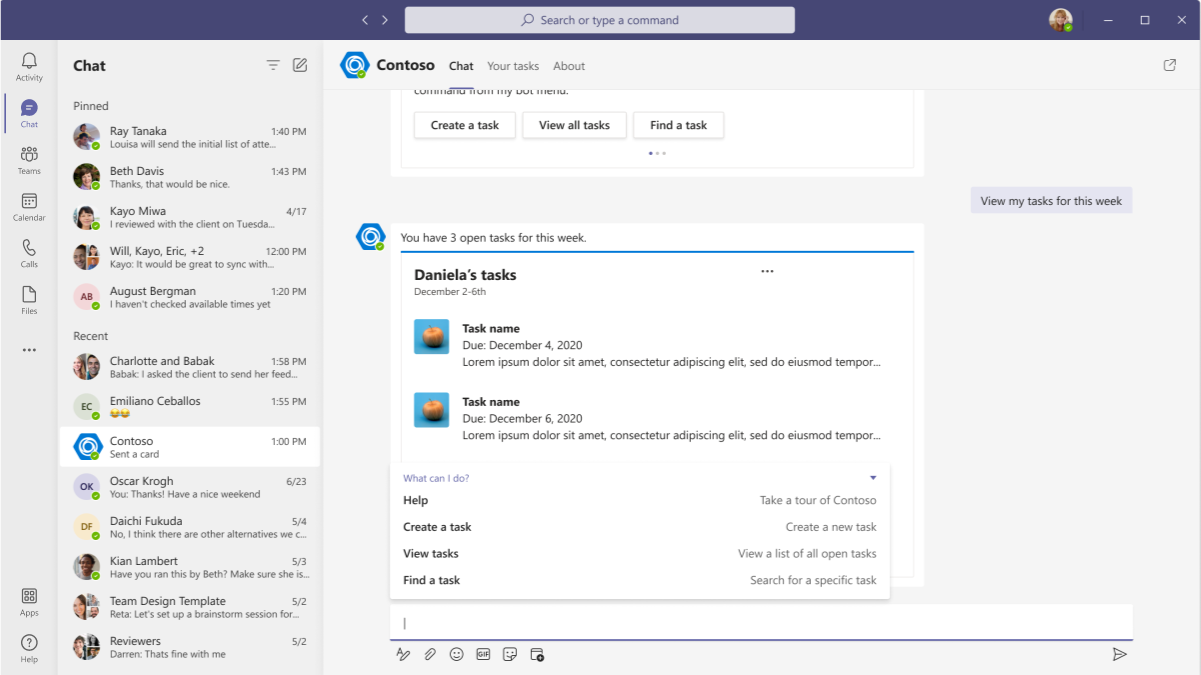 Search or type a command
Activity
Chat
Teams
Calendar
Calls
Files
Apps
Help
Chat
Pinned
Ray Tanaka 1:40 PM
Louisa will send the initial list of atte...
Beth Davis 1:43 PM
Thanks, that would be nice.
Kayo Miwa 4/17
I reviewed with the client on Tuesda...
Will, Kayo, Eric, +2 12:00 PM
Kayo: It would be great to sync with...
AB
August Bergman 1:20 PM
I haven't checked available times yet
Recent
Charlotte and Babak 1:58 PM
Babak: I asked the client to send her feed...
EC
Emiliano Ceballos 1:55 PM
😂😂
Contoso 1:00 PM
Sent a card
OK
Oscar Krogh 6/23
You: Thanks! Have a nice weekend
DF
Daichi Fukuda 5/4
No, I think there are other alternatives we c...
Kian Lambert 5/3
Have you ran this by Beth? Make sure she is...
Team Design Template 5/2
Reta: Let's set up a brainstorm session for...
Reviewers 5/2
Darren: Thats fine with me
Contoso Chat Your tasks About
command from my bot menu.
Create a task View all tasks Find a task
View my tasks for this week
You have 3 open tasks for this week.
Daniela's tasks
December 2-6th
Task name
Due: December 4, 2020
Lorem ipsum dolor sit amet, consectetur adipiscing elit, sed do eiusmod tempor...
Task name
Due: December 6, 2020
Lorem ipsum dolor sit amet, consectetur adipiscing elit, sed do eiusmod tempor...
What can I do?
Help Take a tour of Contoso
Create a task Create a new task
View tasks View a list of all open tasks
Find a task Search for a specific task
GIF